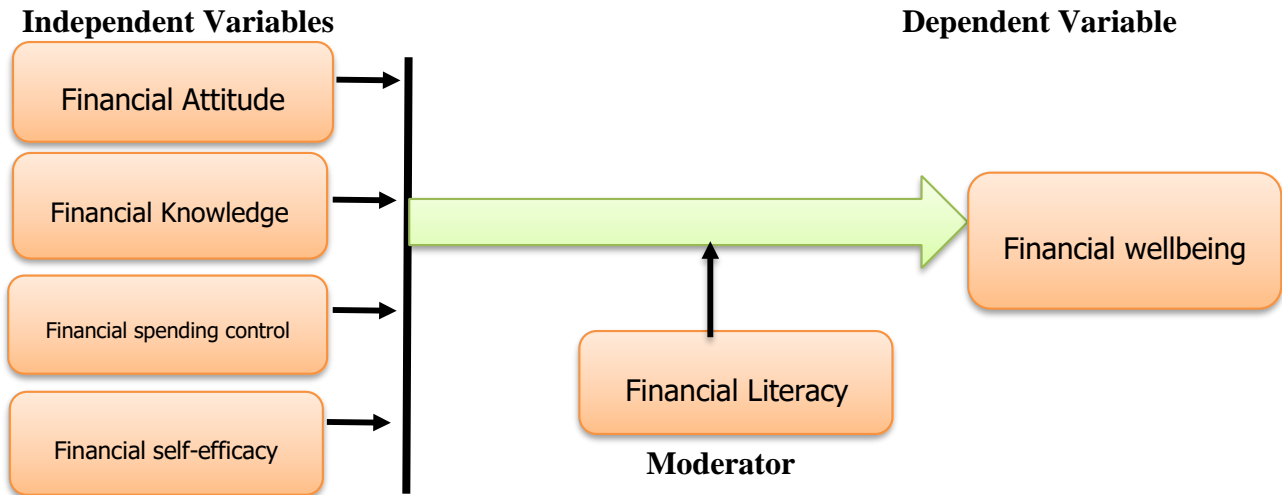 Independent Variables
Dependent Variable
Financial Attitude
Financial Knowledge
Financial spending control
Financial self-efficacy
Financial wellbeing
Financial Literacy
Moderator